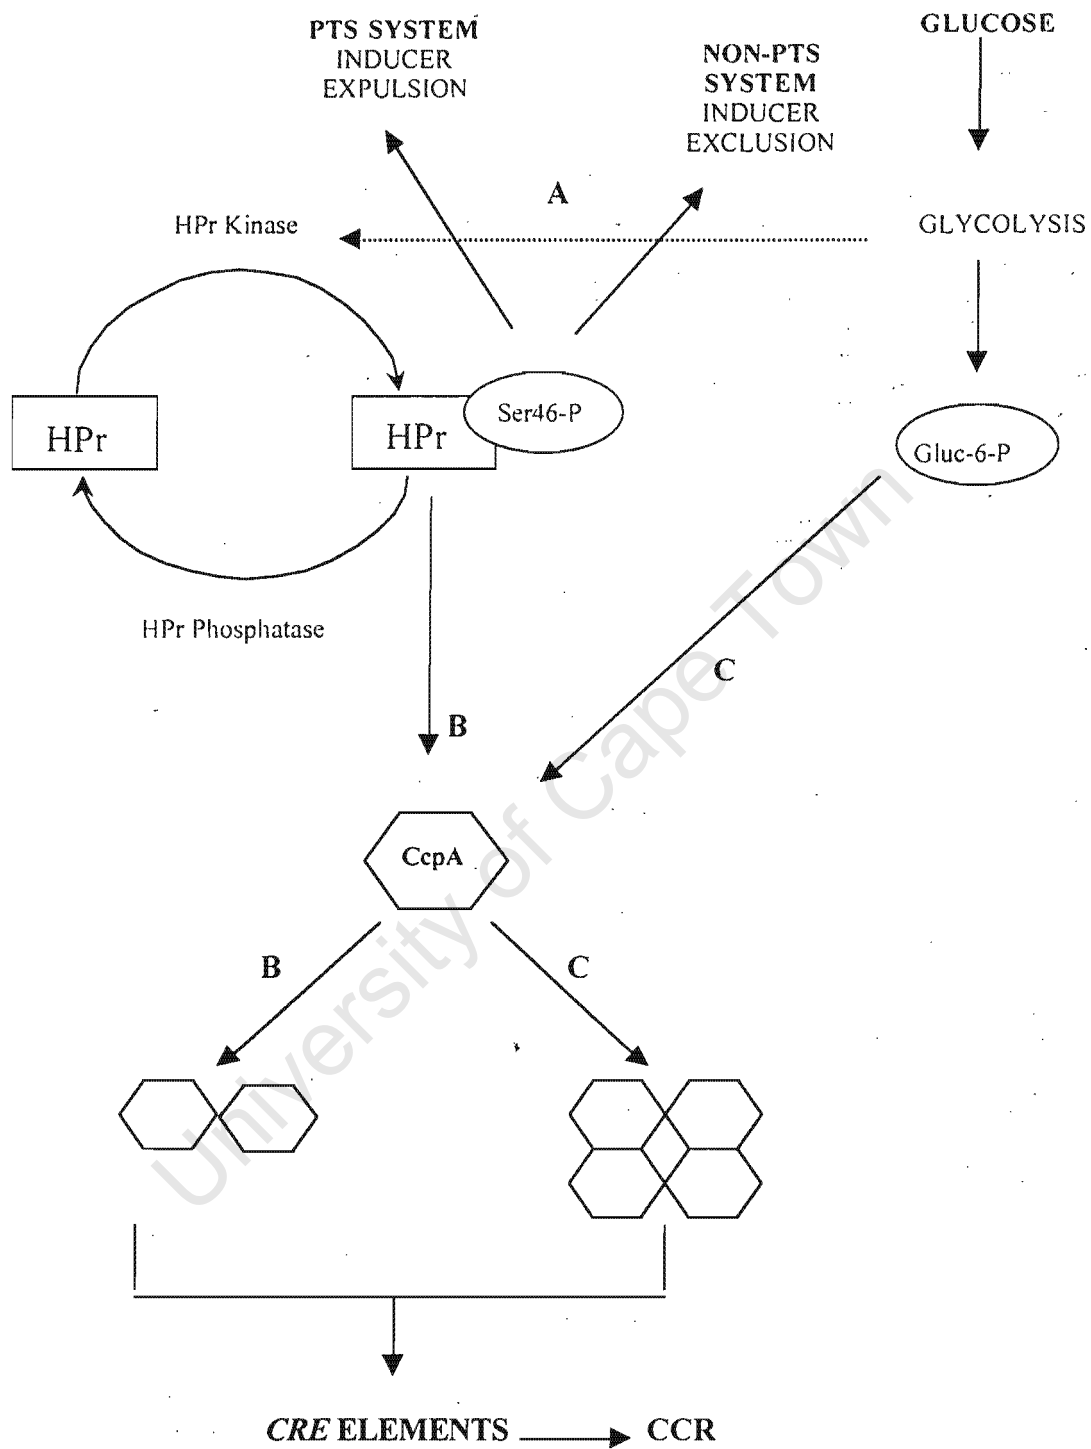 PTS SYSTEM
INDUCER
EXPULSION
NON-PTS
SYSTEM
INDUCER
EXCLUSION
GLUCOSE
A
HPr Kinase
GLYCOLYSIS
HPr
HPr
Ser46-P
Gluc-6-P
HPr Phosphatase
C
B
CcpA
B
C
CRE ELEMENTS
CCR
University of Cape Town